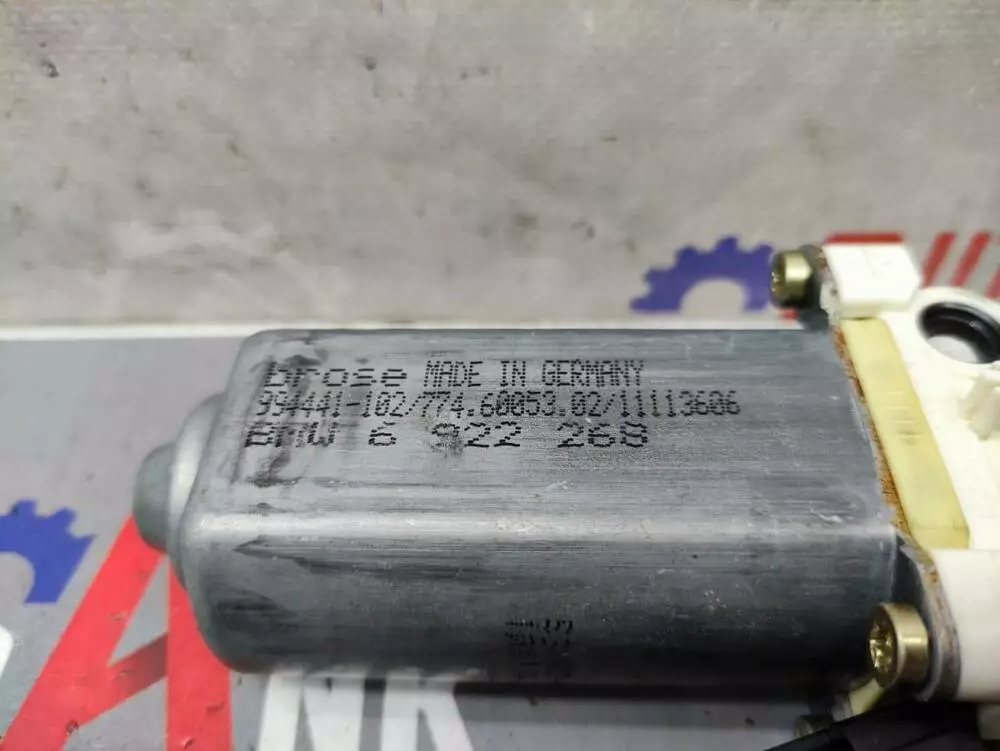 brose MADE IN GERMANY
994441-102/774.60053.02/11113606
BMW 6 922 268